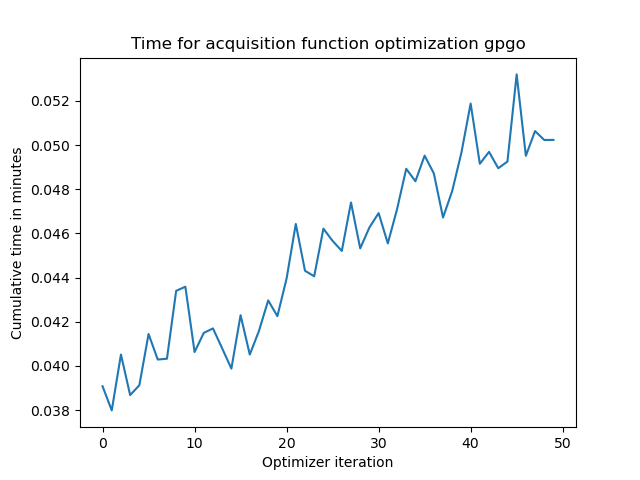 Time for acquisition function optimization gpgo
Cumulative time in minutes
0.052
0.050
0.048
0.046
0.044
0.042
0.040
0.038
0 10 20 30 40 50
Optimizer iteration